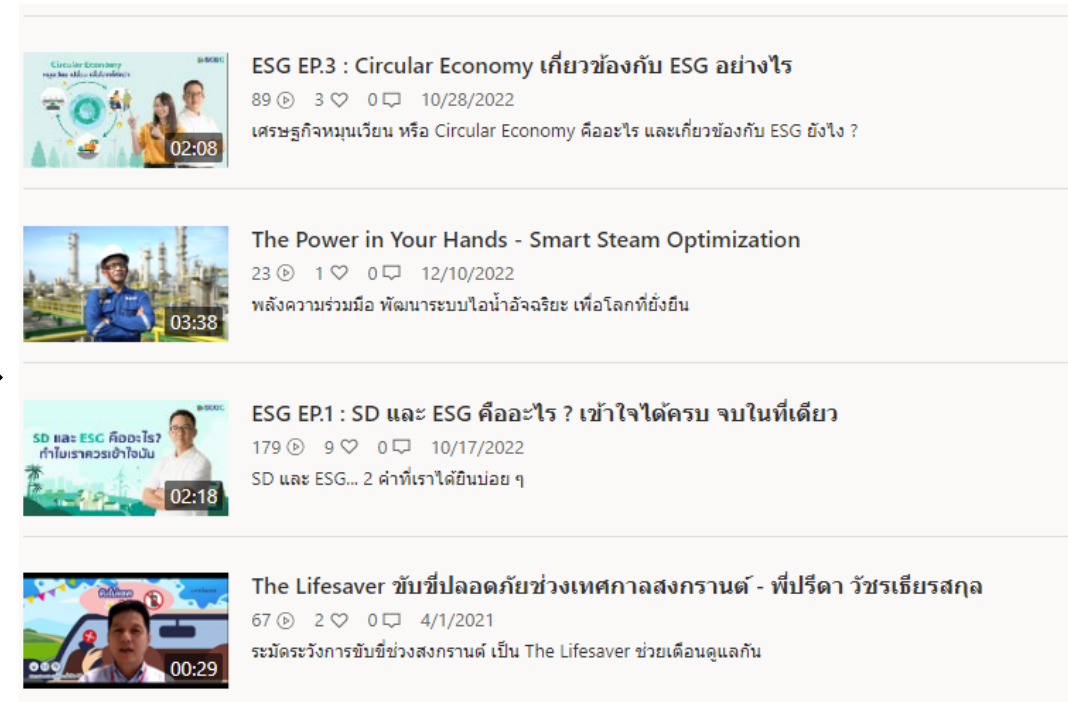 Circular Economy
02:08
ESG EP.3 : Circular Economy เกี่ยวข้องกับ ESG อย่างไร
89 3 0 10/28/2022
เศรษฐกิจหมุนเวียน หรือ Circular Economy คืออะไร และเกี่ยวข้องกับ ESG ยังไง ?
03:38
The Power in Your Hands - Smart Steam Optimization
23 1 0 12/10/2022
พลังความร่วมมือ พัฒนาระบบไอน้ำอัจฉริยะ เพื่อโลกที่ยั่งยืน
SD และ ESG คืออะไร?
ทำไมเราควรเข้าใจมัน
02:18
ESG EP.1 : SD และ ESG คืออะไร ? เข้าใจได้ครบ จบในที่เดียว
179 9 0 10/17/2022
SD และ ESG... 2 คำที่เราได้ยินบ่อย ๆ
00:29
The Lifesaver ขับขี่ปลอดภัยช่วงเทศกาลสงกรานต์ - พี่ปรีดา วัชรเธียรสกุล
67 2 0 4/1/2021
ระมัดระวังการขับขี่ช่วงสงกรานต์ เป็น The Lifesaver ช่วยเตือนดูแลกัน